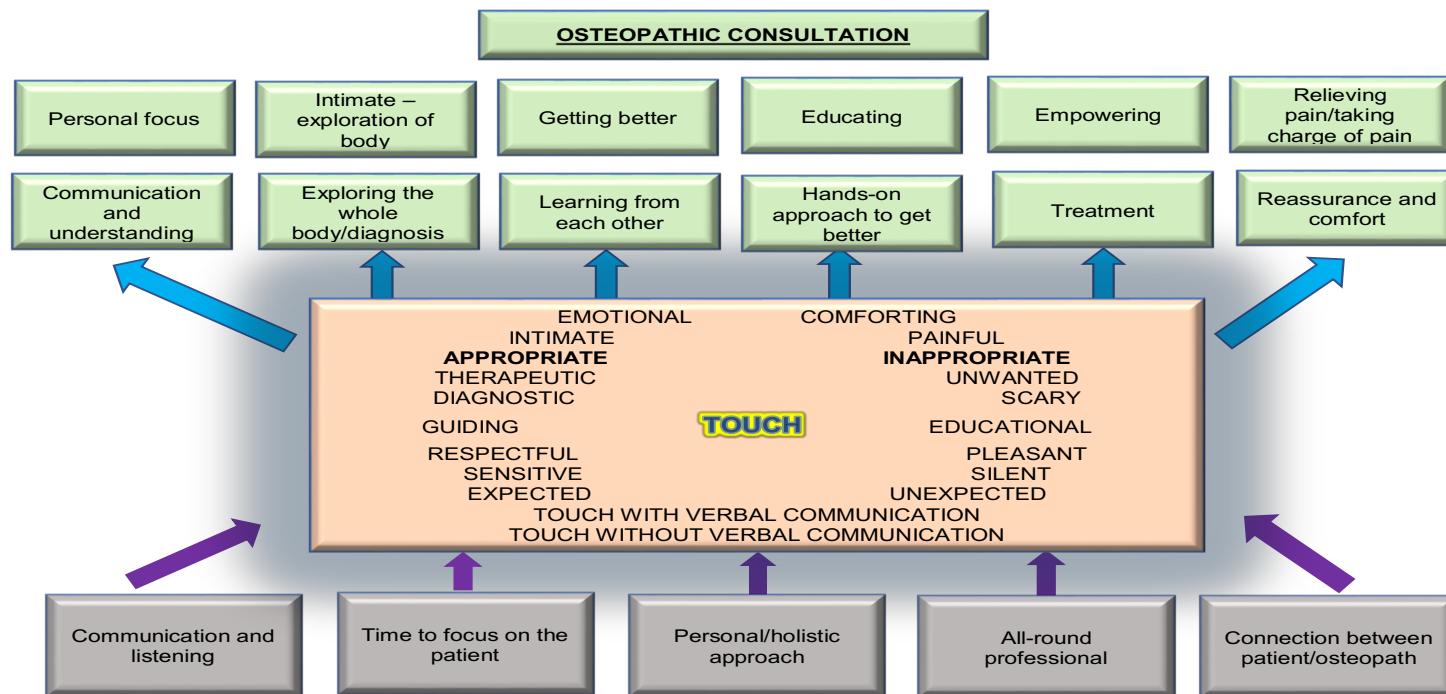 OSTEOPATHIC CONSULTATION
Personal focus
Intimate –
exploration of
body
Getting better
Educating
Empowering
Relieving
pain/taking
charge of pain
Communication
and
understanding
Exploring the
whole
body/diagnosis
Learning from
each other
Hands-on
approach to get
better
Treatment
Reassurance and
comfort
EMOTIONAL COMFORTING
INTIMATE PAINFUL
APPROPRIATE INAPPROPRIATE
THERAPEUTIC UNWANTED
DIAGNOSTIC SCARY
GUIDING TOUCH EDUCATIONAL
RESPECTFUL PLEASANT
SENSITIVE SILENT
EXPECTED UNEXPECTED
TOUCH WITH VERBAL COMMUNICATION
TOUCH WITHOUT VERBAL COMMUNICATION
Communication and
listening
Time to focus on the
patient
Personal/holistic
approach
All-round
professional
Connection between
patient/osteopath